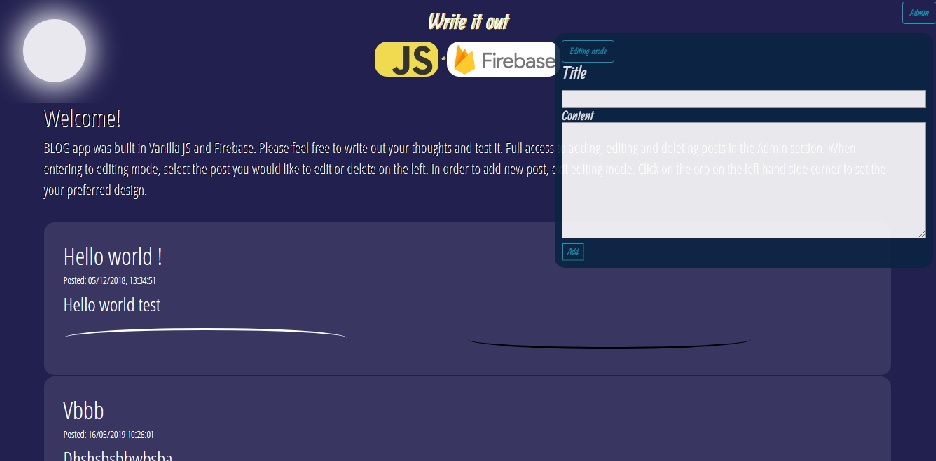 Write it out
Admin
JS + Firebase
Editing mode
Title
Content
Add
Welcome!
BLOG app was built in Vanilla JS and Firebase. Please feel free to write out your thoughts and test it. Full access to adding, editing and deleting posts in the Admin section. When
entering to editing mode, select the post you would like to edit or delete on the left. In order to add new post, exit editing mode. Click on the orb on the left hand side corner to set the
your preferred design.
Hello world !
Posted: 05/12/2018, 13:34:51
Hello world test
Vbbb
Posted: 16/06/2019 10:26:01
Dhshshsbbwbsba